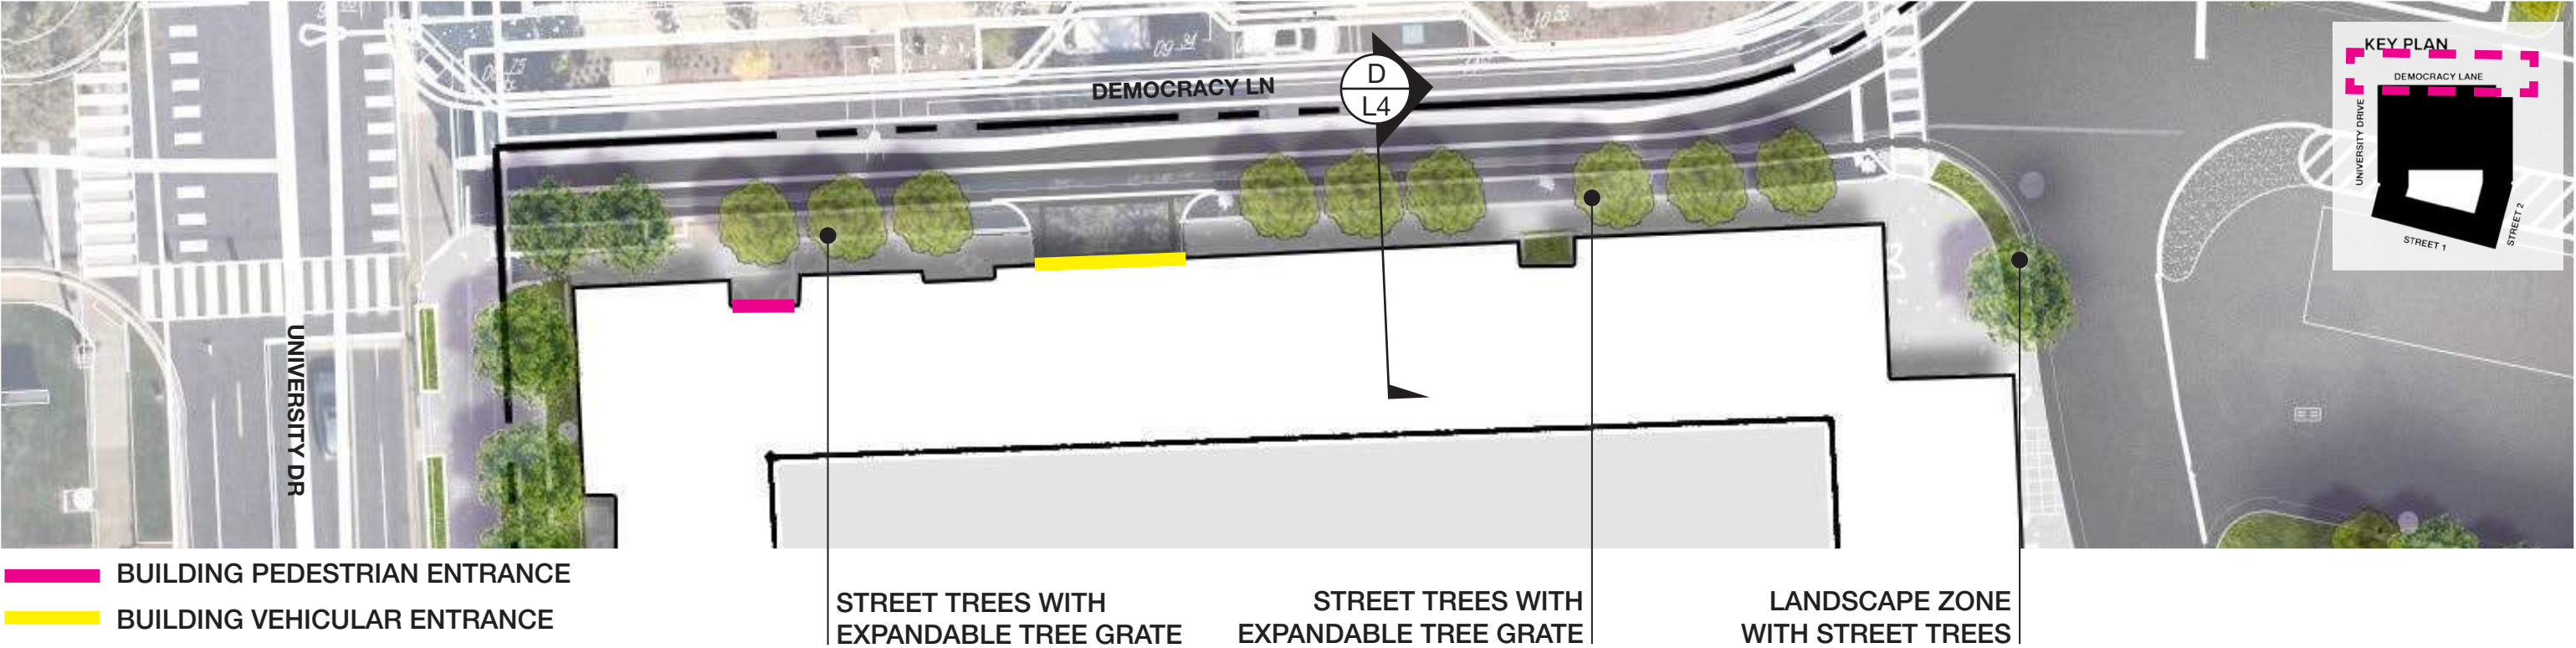 KEY PLAN
DEMOCRACY LANE
UNIVERSITY DRIVE
STREET 2
STREET 1
DEMOCRACY LN
D
L4
UNIVERSITY DR
BUILDING PEDESTRIAN ENTRANCE
BUILDING VEHICULAR ENTRANCE
STREET TREES WITH
EXPANDABLE TREE GRATE
STREET TREES WITH
EXPANDABLE TREE GRATE
LANDSCAPE ZONE
WITH STREET TREES